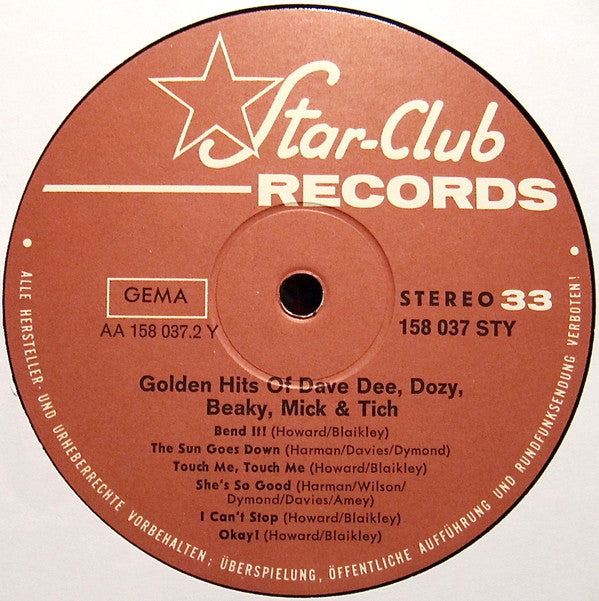 Star-Club
RECORDS
GEMA
AA 158 037.2 Y
STEREO 33
158 037 STY
Golden Hits Of Dave Dee, Dozy,
Beaky, Mick & Tich
Bend It! (Howard/Blaikley)
The Sun Goes Down (Harman/Davies/Dymond)
Touch Me, Touch Me (Howard/Blaikley)
She's So Good (Harman/Wilson/
Dymond/Davies/Amey)
I Can't Stop (Howard/Blaikley)
Okay! (Howard/Blaikley)
• ALLE HERSTELLER- UND URHEBERRECHTE VORBEHALTEN; ÜBERSPIELUNG, ÖFFENTLICHE AUFFÜHRUNG UND RUNDFUNKSENDUNG VERBOTEN! •